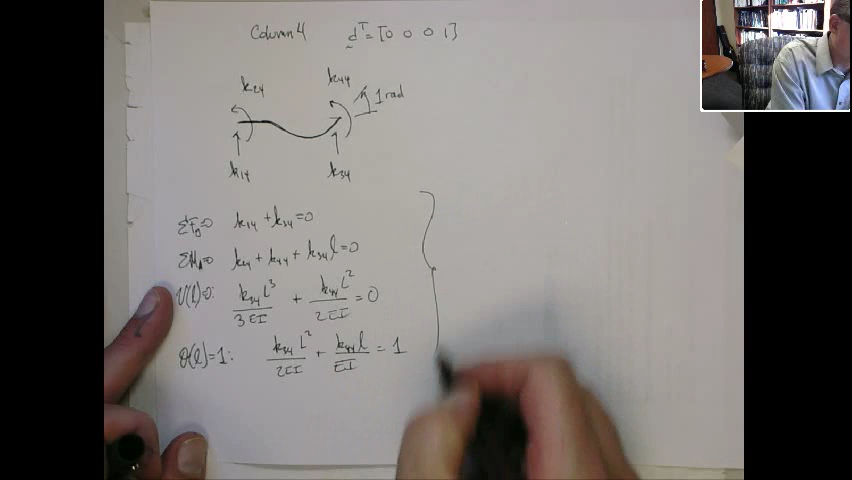 Column 4 d^T = [0 0 0 1]
k24 k44 1 rad
k14 k34
ΣFy=0 k14 + k34 = 0
ΣM_A=0 k24 + k44 + k34 l = 0
v(l)=0: k34 l^3 / 3EI + k44 l^2 / 2EI = 0
θ(l)=1: k34 l^2 / 2EI + k44 l / EI = 1